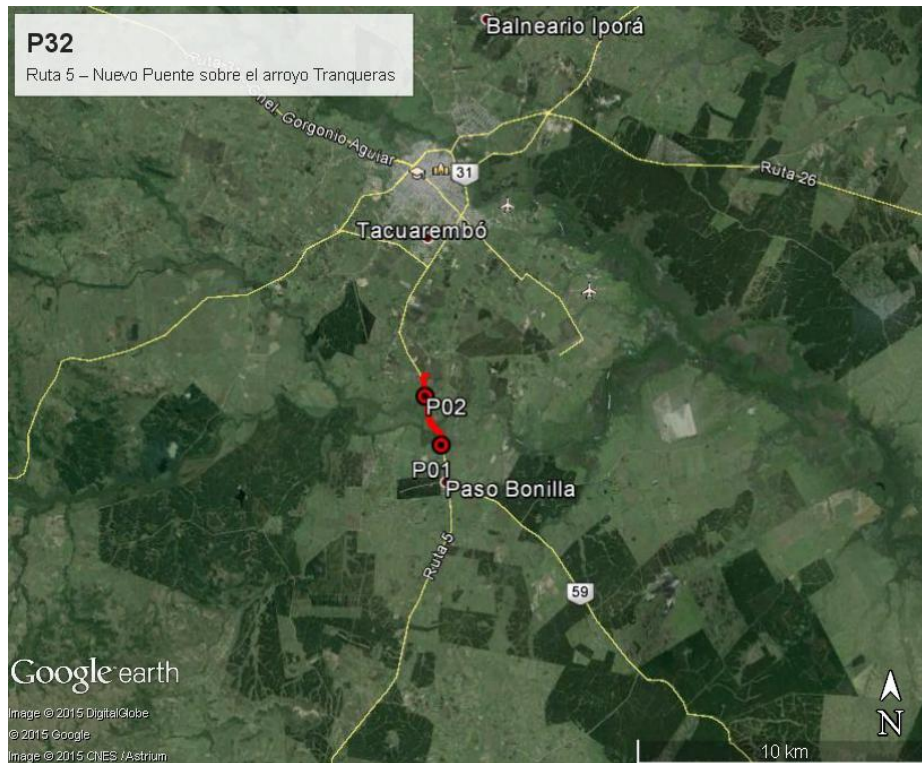 P32
Ruta 5 – Nuevo Puente sobre el arroyo Tranqueras
Balneario Iporá
Cnel. Gorgonio Aguiar
31
Ruta 26
Tacuarembó
P02
P01
Paso Bonilla
Ruta 5
59
Google earth
Image © 2015 DigitalGlobe
© 2015 Google
Image © 2015 CNES / Astrium
N
10 km